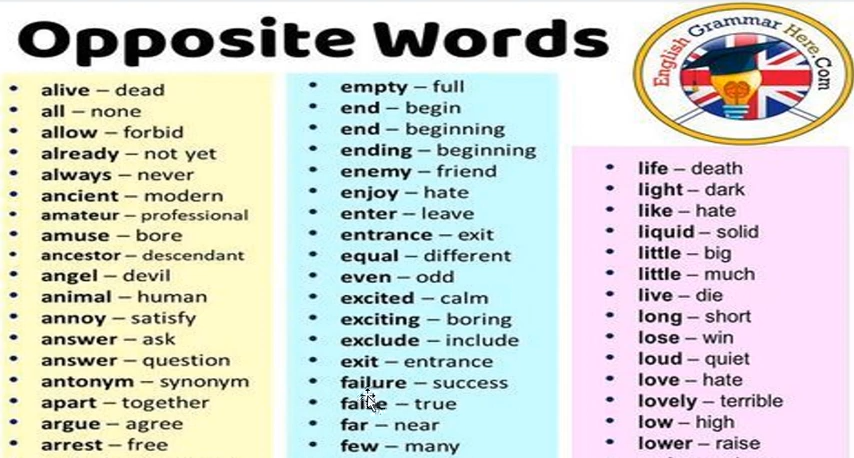 Opposite Words
English Grammar Here.Com
• alive – dead
• all – none
• allow – forbid
• already – not yet
• always – never
• ancient – modern
• amateur – professional
• amuse – bore
• ancestor – descendant
• angel – devil
• animal – human
• annoy – satisfy
• answer – ask
• answer – question
• antonym – synonym
• apart – together
• argue – agree
• arrest – free
• empty – full
• end – begin
• end – beginning
• ending – beginning
• enemy – friend
• enjoy – hate
• enter – leave
• entrance – exit
• equal – different
• even – odd
• excited – calm
• exciting – boring
• exclude – include
• exit – entrance
• failure – success
• false – true
• far – near
• few – many
• life – death
• light – dark
• like – hate
• liquid – solid
• little – big
• little – much
• live – die
• long – short
• lose – win
• loud – quiet
• love – hate
• lovely – terrible
• low – high
• lower – raise